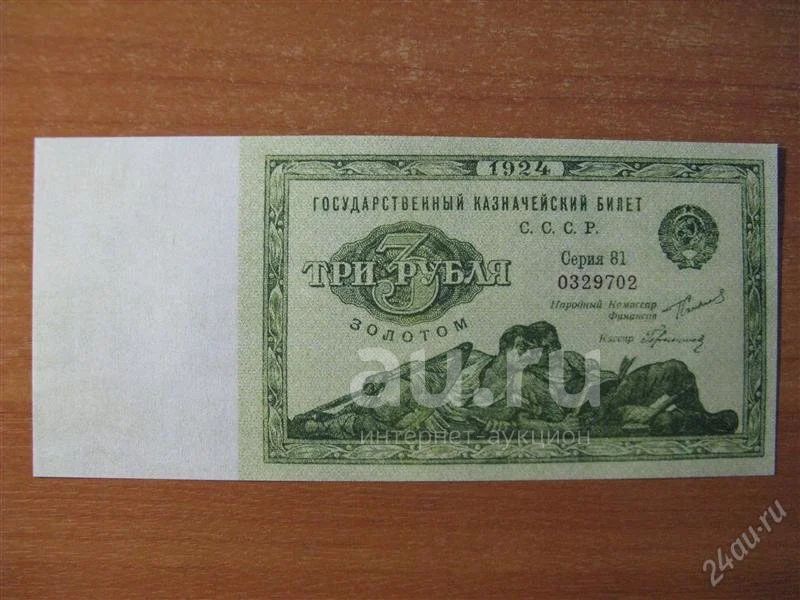 1924
ГОСУДАРСТВЕННЫЙ КАЗНАЧЕЙСКИЙ БИЛЕТ
С. С. С. Р.
3
ТРИ РУБЛЯ
ЗОЛОТОМ
Серия 81
0329702
Народный Комиссар
Финансов
Кассир
au.ru
интернет-аукцион
24au.ru